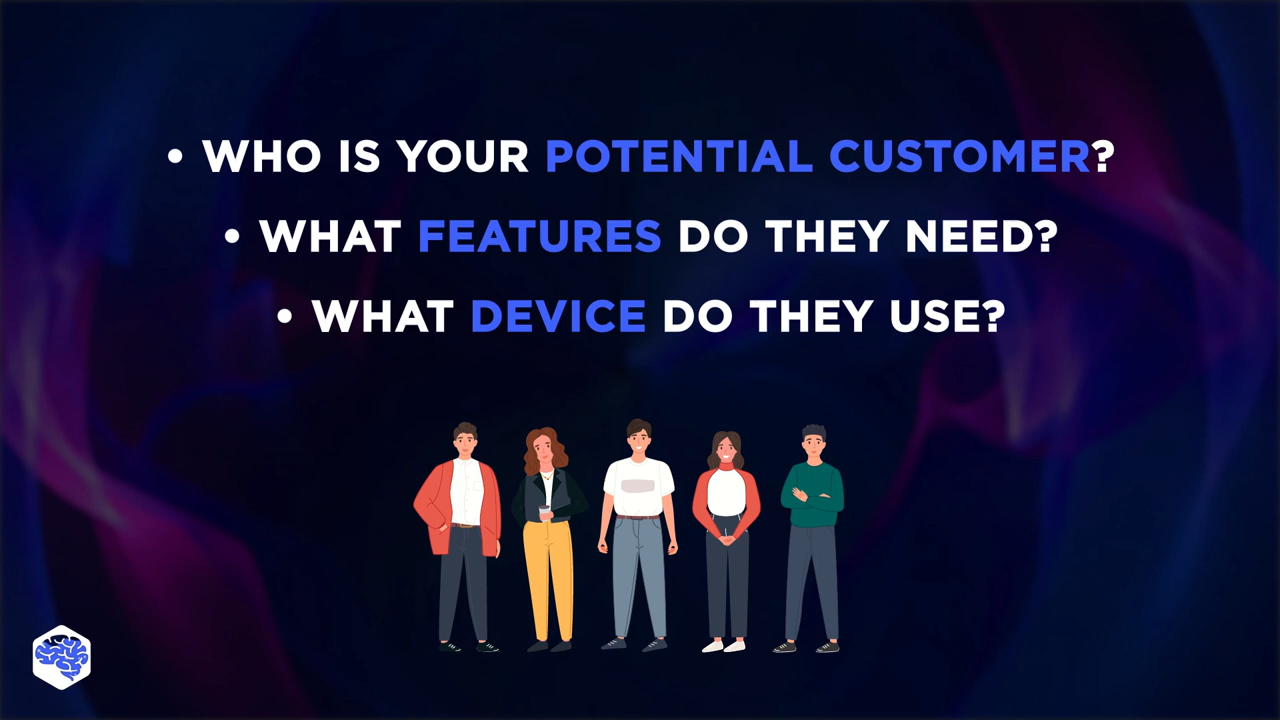 • WHO IS YOUR POTENTIAL CUSTOMER?
• WHAT FEATURES DO THEY NEED?
• WHAT DEVICE DO THEY USE?